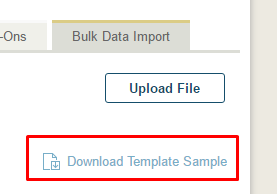 -Ons
Bulk Data Import
Upload File
Download Template Sample